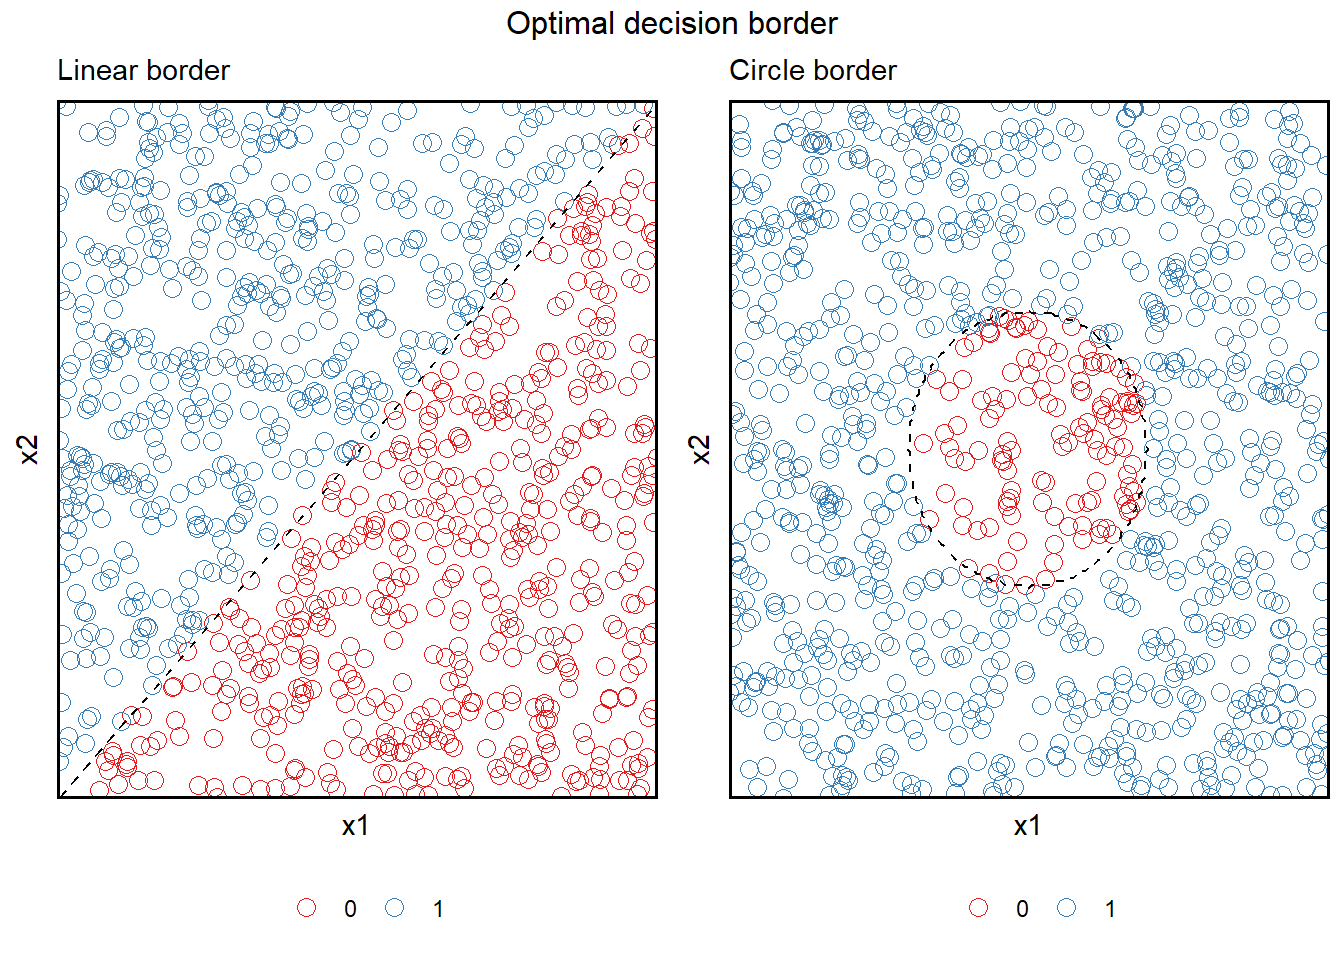 Optimal decision border
Linear border
Circle border
x2
x2
x1
x1
0 1
0 1